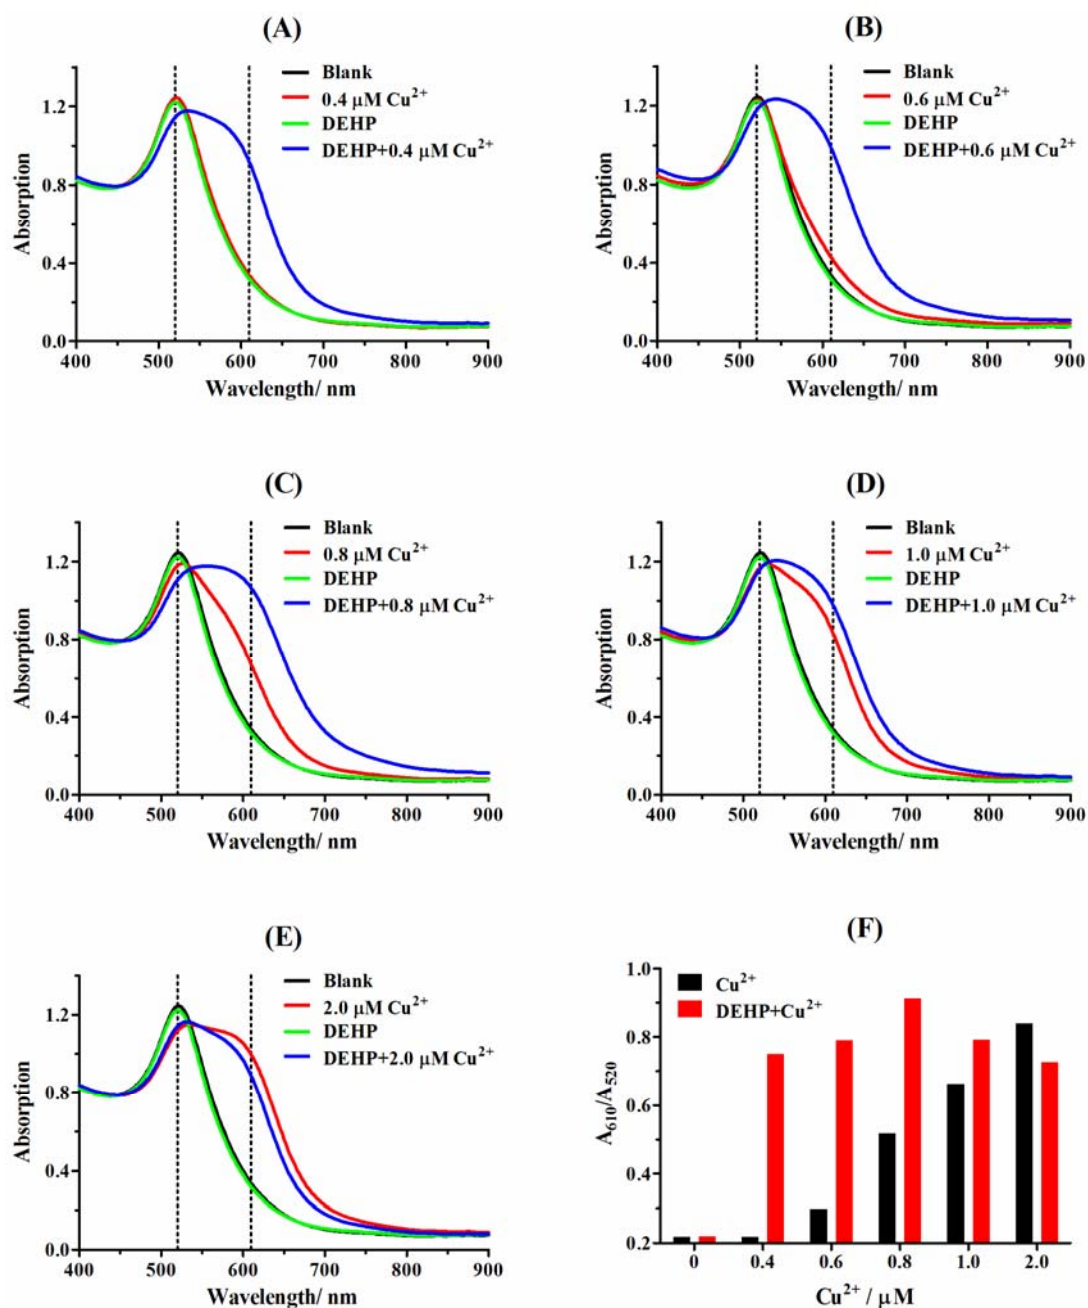 (A)
Blank
0.4 μM Cu²⁺
DEHP
DEHP+0.4 μM Cu²⁺
Absorption
1.2
0.8
0.4
0.0
400 500 600 700 800 900
Wavelength/ nm
(B)
Blank
0.6 μM Cu²⁺
DEHP
DEHP+0.6 μM Cu²⁺
Absorption
1.2
0.8
0.4
0.0
400 500 600 700 800 900
Wavelength/ nm
(C)
Blank
0.8 μM Cu²⁺
DEHP
DEHP+0.8 μM Cu²⁺
Absorption
1.2
0.8
0.4
0.0
400 500 600 700 800 900
Wavelength/ nm
(D)
Blank
1.0 μM Cu²⁺
DEHP
DEHP+1.0 μM Cu²⁺
Absorption
1.2
0.8
0.4
0.0
400 500 600 700 800 900
Wavelength/ nm
(E)
Blank
2.0 μM Cu²⁺
DEHP
DEHP+2.0 μM Cu²⁺
Absorption
1.2
0.8
0.4
0.0
400 500 600 700 800 900
Wavelength/ nm
(F)
Cu²⁺
DEHP+Cu²⁺
A₆₁₀/A₅₂₀
1.0
0.8
0.6
0.4
0.2
0 0.4 0.6 0.8 1.0 2.0
Cu²⁺ / μM